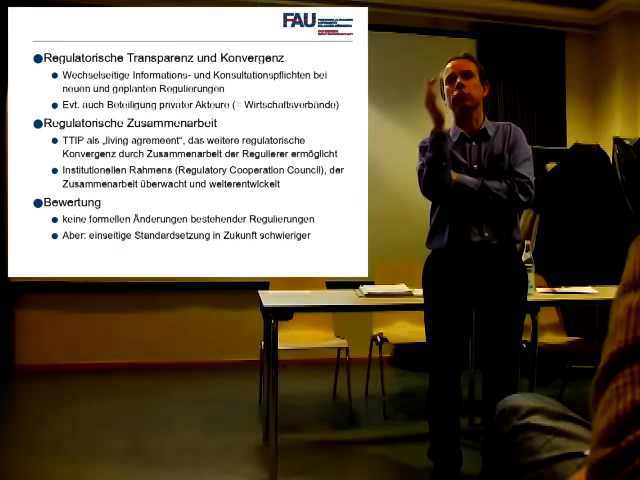 FAU
Regulatorische Transparenz und Konvergenz
Wechselseitige Informations- und Konsultationspflichten bei
neuen und geplanten Regulierungen
Evt. auch Beteiligung privater Akteure (= Wirtschaftsverbände)
Regulatorische Zusammenarbeit
TTIP als „living agreement“, das weitere regulatorische
Konvergenz durch Zusammenarbeit der Regulierer ermöglicht
Institutionellen Rahmens (Regulatory Cooperation Council), der
Zusammenarbeit überwacht und weiterentwickelt
Bewertung
keine formellen Änderungen bestehender Regulierungen
Aber: einseitige Standardsetzung in Zukunft schwieriger